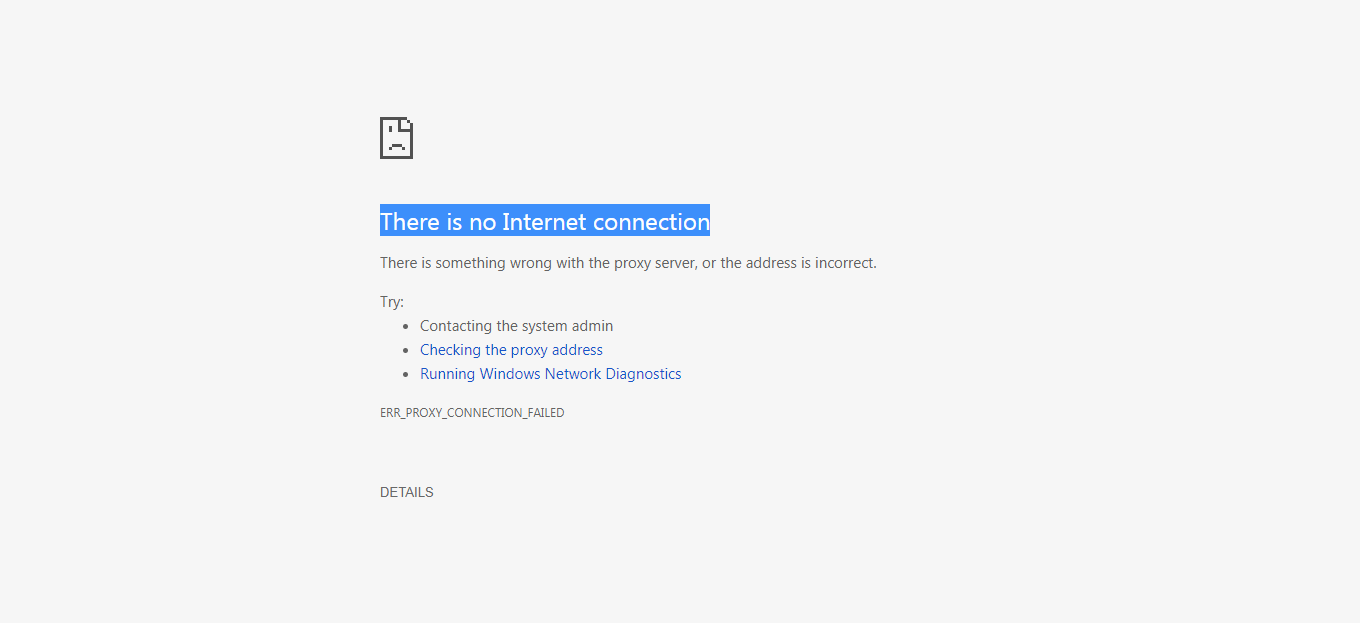 There is no Internet connection
There is something wrong with the proxy server, or the address is incorrect.
Try:
• Contacting the system admin
• Checking the proxy address
• Running Windows Network Diagnostics
ERR_PROXY_CONNECTION_FAILED
DETAILS